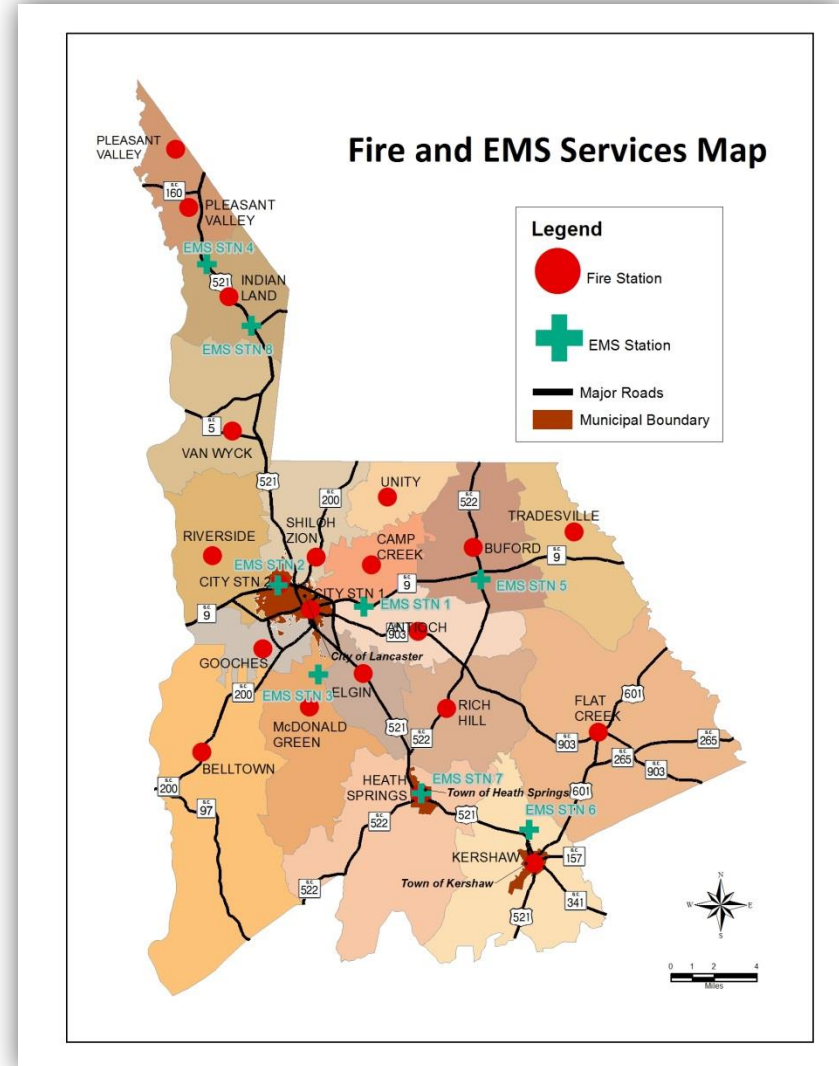 Fire and EMS Services Map
PLEASANT
VALLEY
S.C.
160
PLEASANT
VALLEY
EMS STN 4
521
INDIAN
LAND
EMS STN 8
S.C.
5
VAN WYCK
521
S.C.
200
UNITY
S.C.
522
TRADESVILLE
SHILOH
ZION
RIVERSIDE
CAMP
CREEK
BUFORD
S.C.
9
EMS STN 2
CITY STN 2
S.C.
9
EMS STN 5
CITY STN 1
EMS STN 1
S.C.
9
ANTIOCH
S.C.
903
City of Lancaster
GOOCHES
S.C.
200
EMS STN 3
ELGIN
McDONALD
GREEN
521
S.C.
522
RICH
HILL
601
FLAT
CREEK
S.C.
903
S.C.
265
S.C.
265
S.C.
903
BELLTOWN
S.C.
200
S.C.
97
HEATH
SPRINGS
EMS STN 7
Town of Heath Springs
601
EMS STN 6
521
S.C.
522
KERSHAW
S.C.
157
Town of Kershaw
S.C.
522
S.C.
341
521
Legend
Fire Station
EMS Station
Major Roads
Municipal Boundary
N
W
E
S
0 1 2 4
Miles